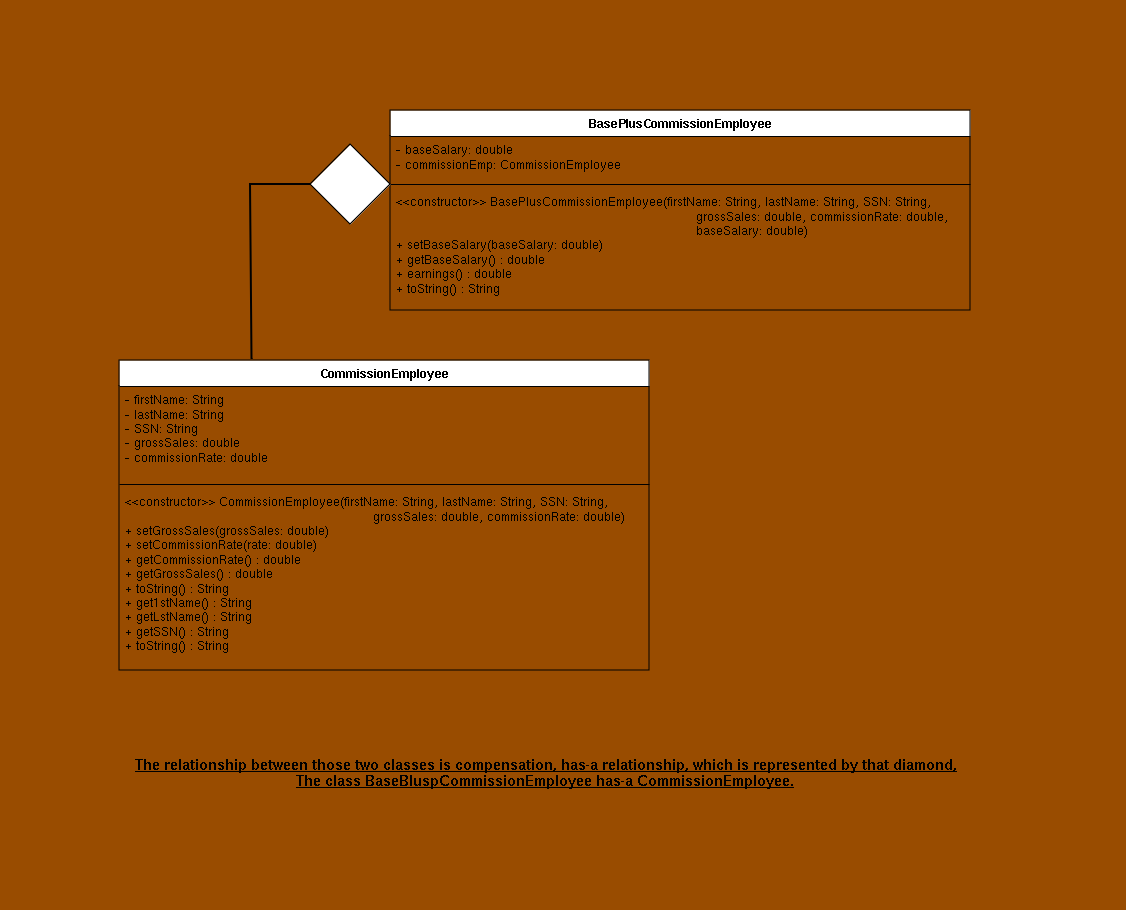 BasePlusCommissionEmployee
- baseSalary: double
- commissionEmp: CommissionEmployee
<<constructor>> BasePlusCommissionEmployee(firstName: String, lastName: String, SSN: String,
grossSales: double, commissionRate: double,
baseSalary: double)
+ setBaseSalary(baseSalary: double)
+ getBaseSalary() : double
+ earnings() : double
+ toString() : String
CommissionEmployee
- firstName: String
- lastName: String
- SSN: String
- grossSales: double
- commissionRate: double
<<constructor>> CommissionEmployee(firstName: String, lastName: String, SSN: String,
grossSales: double, commissionRate: double)
+ setGrossSales(grossSales: double)
+ setCommissionRate(rate: double)
+ getCommissionRate() : double
+ getGrossSales() : double
+ toString() : String
+ get1stName() : String
+ getLstName() : String
+ getSSN() : String
+ toString() : String
The relationship between those two classes is compensation, has-a relationship, which is represented by that diamond,
The class BaseBluspCommissionEmployee has-a CommissionEmployee.